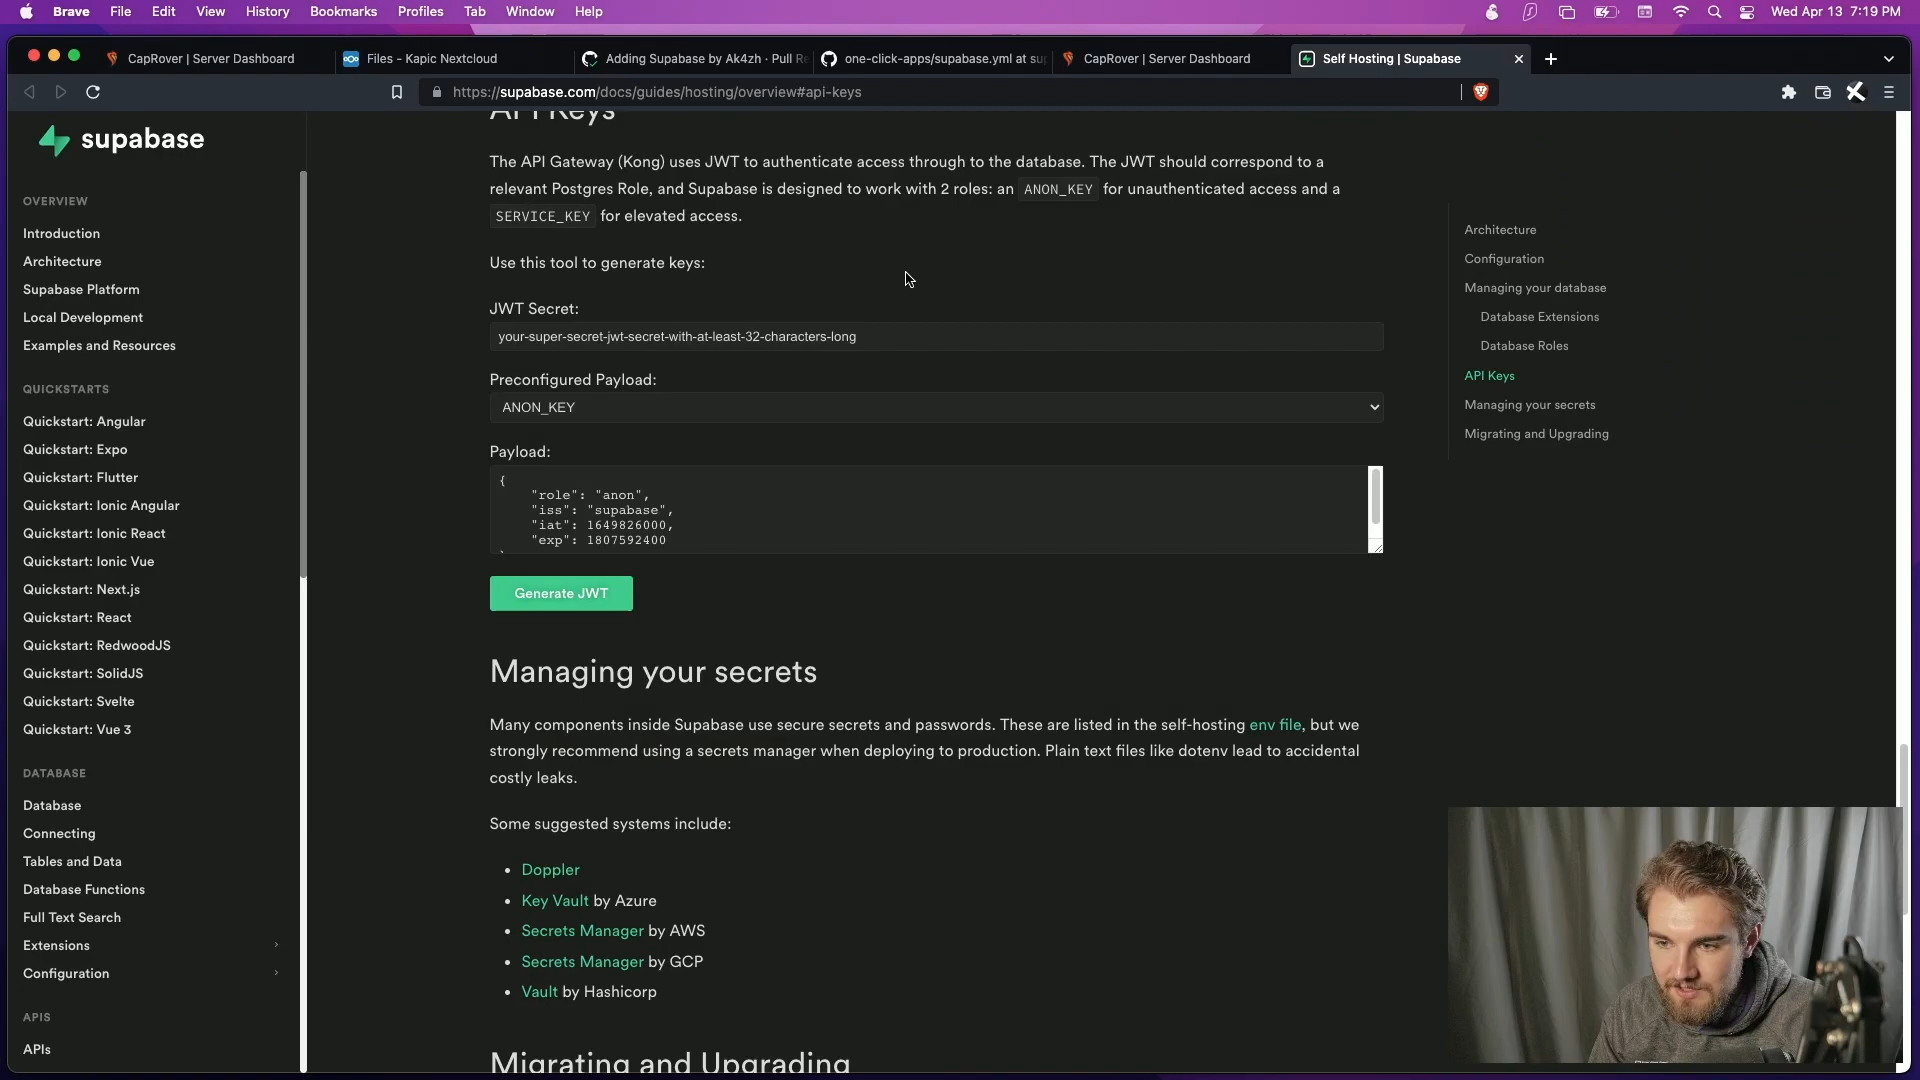 Brave File Edit View History Bookmarks Profiles Tab Window Help
Wed Apr 13 7:19 PM
CapRover | Server Dashboard
Files - Kapic Nextcloud
Adding Supabase by Ak4zh · Pull Re
one-click-apps/supabase.yml at su
CapRover | Server Dashboard
Self Hosting | Supabase
https://supabase.com/docs/guides/hosting/overview#api-keys
supabase
OVERVIEW
Introduction
Architecture
Supabase Platform
Local Development
Examples and Resources
QUICKSTARTS
Quickstart: Angular
Quickstart: Expo
Quickstart: Flutter
Quickstart: Ionic Angular
Quickstart: Ionic React
Quickstart: Ionic Vue
Quickstart: Next.js
Quickstart: React
Quickstart: RedwoodJS
Quickstart: SolidJS
Quickstart: Svelte
Quickstart: Vue 3
DATABASE
Database
Connecting
Tables and Data
Database Functions
Full Text Search
Extensions
Configuration
APIS
APIs
API Keys
The API Gateway (Kong) uses JWT to authenticate access through to the database. The JWT should correspond to a
relevant Postgres Role, and Supabase is designed to work with 2 roles: an ANON_KEY for unauthenticated access and a
SERVICE_KEY for elevated access.
Use this tool to generate keys:
JWT Secret:
your-super-secret-jwt-secret-with-at-least-32-characters-long
Preconfigured Payload:
ANON_KEY
Payload:
{
"role": "anon",
"iss": "supabase",
"iat": 1649826000,
"exp": 1807592400
Generate JWT
Managing your secrets
Many components inside Supabase use secure secrets and passwords. These are listed in the self-hosting env file, but we
strongly recommend using a secrets manager when deploying to production. Plain text files like dotenv lead to accidental
costly leaks.
Some suggested systems include:
• Doppler
• Key Vault by Azure
• Secrets Manager by AWS
• Secrets Manager by GCP
• Vault by Hashicorp
Migrating and Upgrading
Architecture
Configuration
Managing your database
Database Extensions
Database Roles
API Keys
Managing your secrets
Migrating and Upgrading